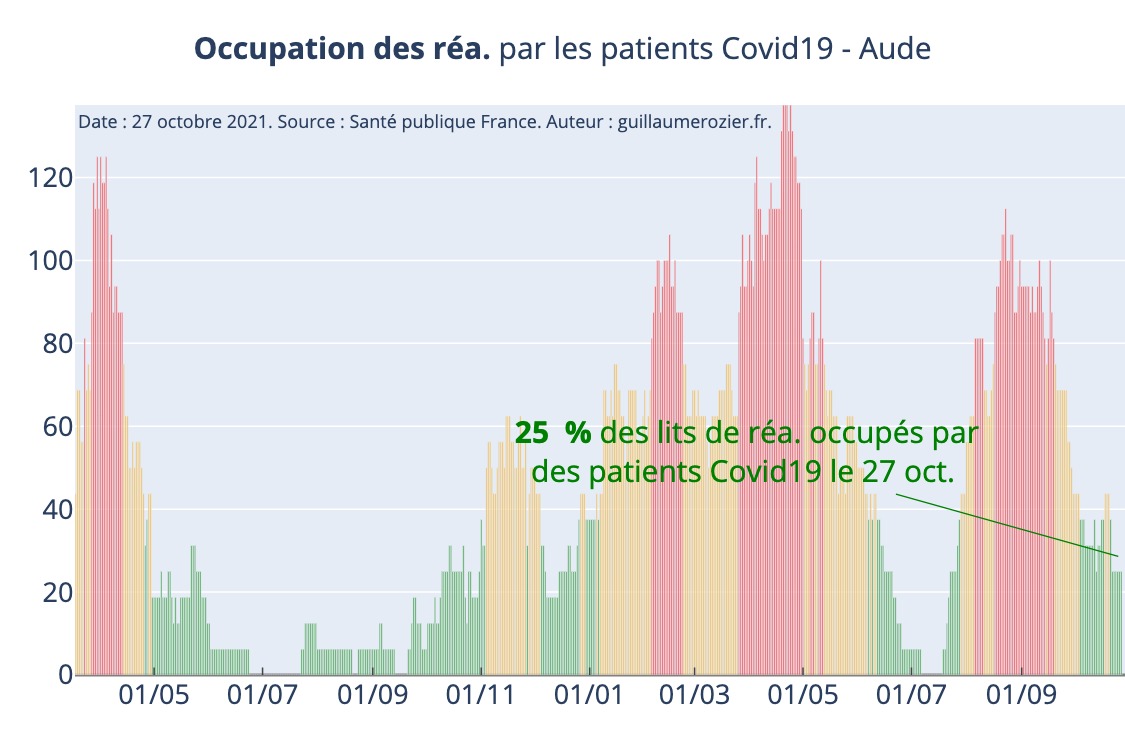 Occupation des réa. par les patients Covid19 - Aude
Date : 27 octobre 2021. Source : Santé publique France. Auteur : guillaumerozier.fr.
120
100
80
60
40
20
0
25  % des lits de réa. occupés par
des patients Covid19 le 27 oct.
01/05 01/07 01/09 01/11 01/01 01/03 01/05 01/07 01/09